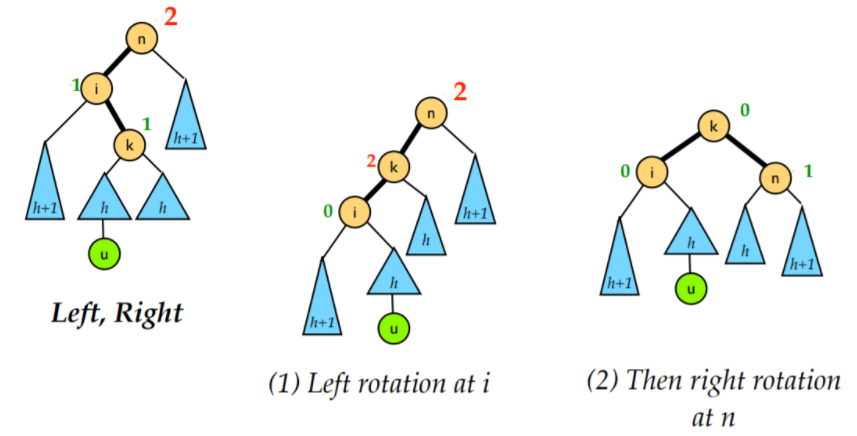 2
n
1
i
1
k
h+1
h+1
h
h
u
Left, Right
2
n
2
k
0
i
h+1
h
h
h+1
u
(1) Left rotation at i
0
k
0
i
n
1
h
h
h+1
h+1
u
(2) Then right rotation
at n